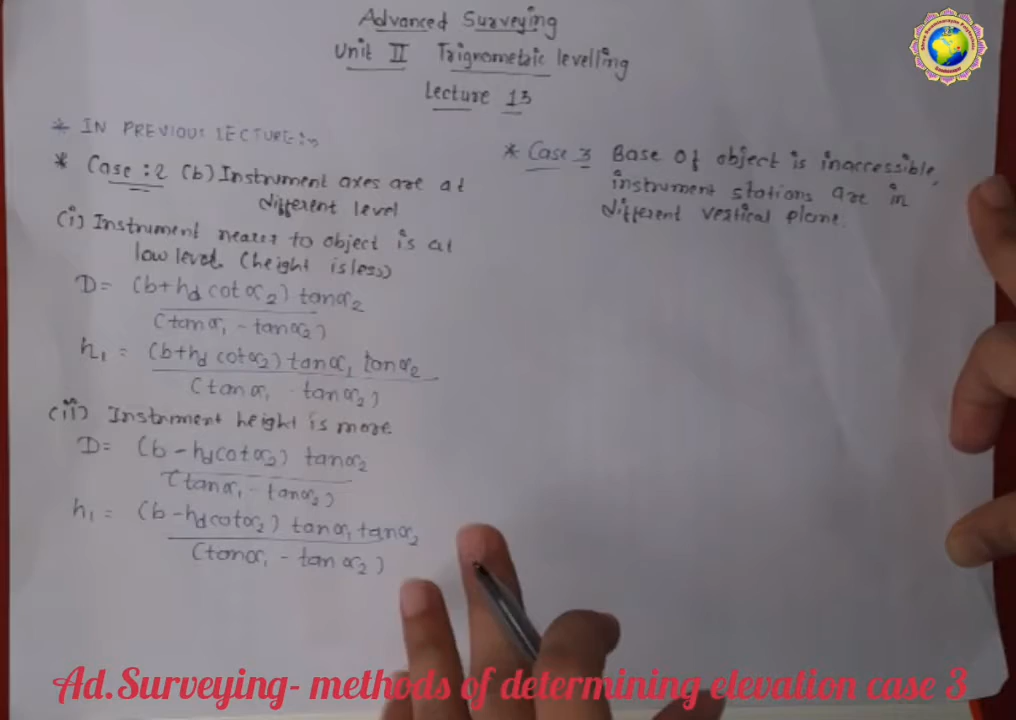 Advanced Surveying
Unit II Trignometric levelling
Lecture 13
* IN PREVIOUS LECTURE:-
* Case :2 (b) Instrument axes are at
different level
(i) Instrument nearer to object is at
low level. (height is less)
D = (b + hd cot α2) tan α2
(tan α1 - tan α2)
h1 = (b + hd cot α2) tan α1 tan α2
(tan α1 - tan α2)
(ii) Instrment height is more
D = (b - hd cot α2) tan α2
(tan α1 - tan α2)
h1 = (b - hd cot α2) tan α1 tan α2
(tan α1 - tan α2)
* Case 3 Base of object is inaccessible,
instrument stations are in
different vertical plane.
Ad.Surveying- methods of determining elevation case 3